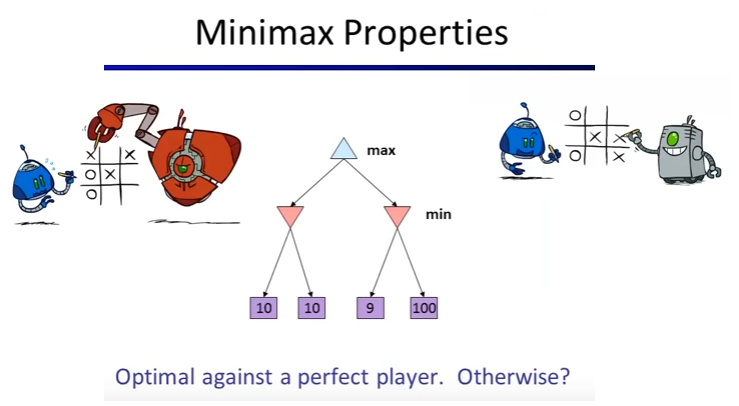 Minimax Properties
max
min
10 10 9 100
X X
O X
O
O
X X
O X
Optimal against a perfect player. Otherwise?